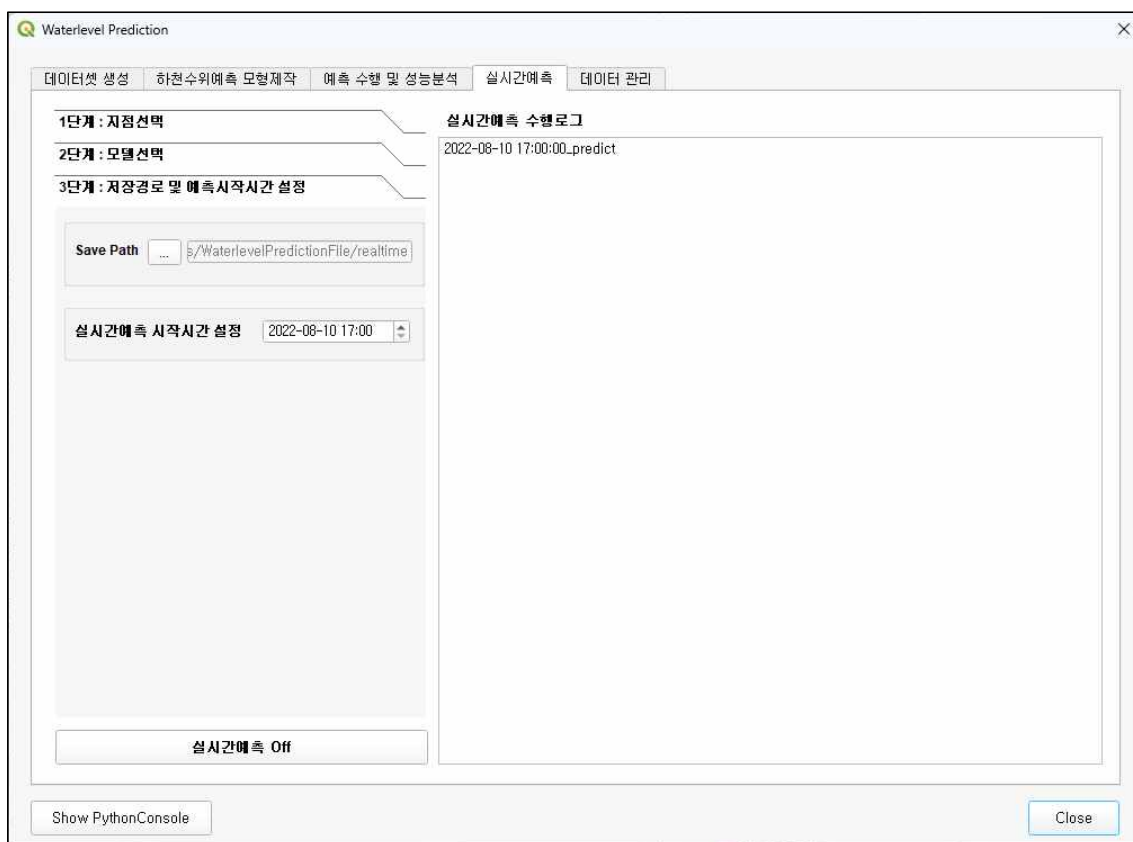 Waterlevel Prediction
데이터셋 생성
하천수위예측 모형제작
예측 수행 및 성능분석
실시간예측
데이터 관리
1단계 : 지점선택
2단계 : 모델선택
3단계 : 저장경로 및 예측시작시간 설정
Save Path ... s/WaterlevelPredictionFile/realtime
실시간예측 시작시간 설정 2022-08-10 17:00
실시간예측 Off
실시간예측 수행로그
2022-08-10 17:00:00_predict
Show PythonConsole
Close